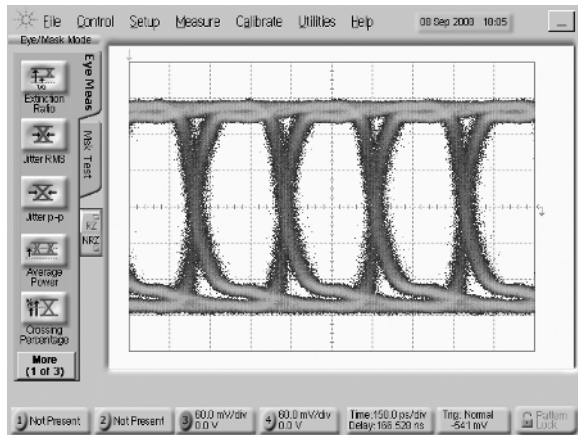 File Control Setup Measure Calibrate Utilities Help 08 Sep 2000 10:05
Eye/Mask Mode
Eye Meas
Extinction
Ratio
Jitter RMS
Msk Test
Jitter p-p
RZ
NRZ
Average
Power
Crossing
Percentage
More
(1 of 3)
1) Not Present 2) Not Present 3) 60.0 mV/div 4) 60.0 mV/div Time:150.0 ps/div Trig: Normal Pattern
0.0 V 0.0 V Delay:166.520 ns -541 mV Lock